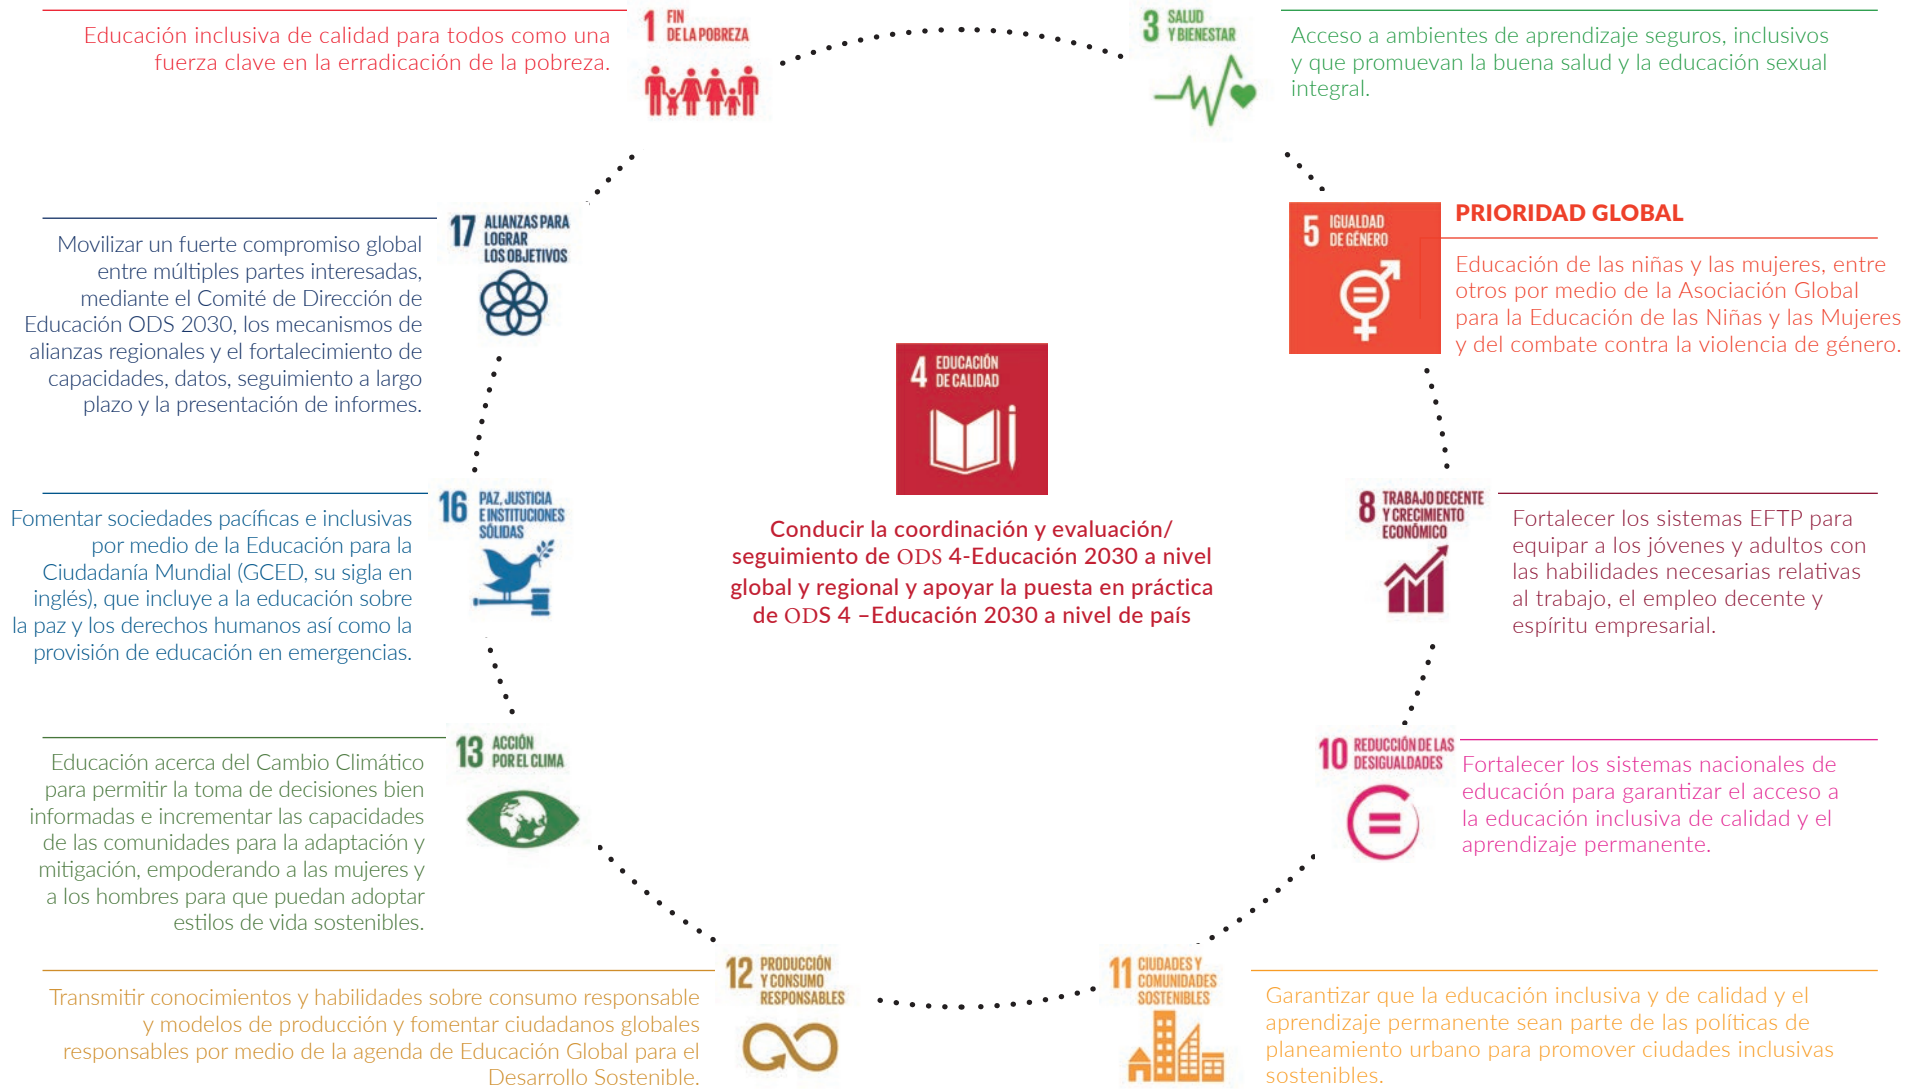 1 FIN
DE LA POBREZA
Educación inclusiva de calidad para todos como una
fuerza clave en la erradicación de la pobreza.
3 SALUD
Y BIENESTAR
Acceso a ambientes de aprendizaje seguros, inclusivos
y que promuevan la buena salud y la educación sexual
integral.
17 ALIANZAS PARA
LOGRAR
LOS OBJETIVOS
Movilizar un fuerte compromiso global
entre múltiples partes interesadas,
mediante el Comité de Dirección de
Educación ODS 2030, los mecanismos de
alianzas regionales y el fortalecimiento de
capacidades, datos, seguimiento a largo
plazo y la presentación de informes.
5 IGUALDAD
DE GÉNERO
PRIORIDAD GLOBAL
Educación de las niñas y las mujeres, entre
otros por medio de la Asociación Global
para la Educación de las Niñas y las Mujeres
y del combate contra la violencia de género.
4 EDUCACIÓN
DE CALIDAD
Conducir la coordinación y evaluación/
seguimiento de ODS 4-Educación 2030 a nivel
global y regional y apoyar la puesta en práctica
de ODS 4 –Educación 2030 a nivel de país
16 PAZ, JUSTICIA
E INSTITUCIONES
SÓLIDAS
Fomentar sociedades pacíficas e inclusivas
por medio de la Educación para la
Ciudadanía Mundial (GCED, su sigla en
inglés), que incluye a la educación sobre
la paz y los derechos humanos así como la
provisión de educación en emergencias.
8 TRABAJO DECENTE
Y CRECIMIENTO
ECONÓMICO
Fortalecer los sistemas EFTP para
equipar a los jóvenes y adultos con
las habilidades necesarias relativas
al trabajo, el empleo decente y
espíritu empresarial.
13 ACCIÓN
POR EL CLIMA
Educación acerca del Cambio Climático
para permitir la toma de decisiones bien
informadas e incrementar las capacidades
de las comunidades para la adaptación y
mitigación, empoderando a las mujeres y
a los hombres para que puedan adoptar
estilos de vida sostenibles.
10 REDUCCIÓN DE LAS
DESIGUALDADES
Fortalecer los sistemas nacionales de
educación para garantizar el acceso a
la educación inclusiva de calidad y el
aprendizaje permanente.
12 PRODUCCIÓN
Y CONSUMO
RESPONSABLES
Transmitir conocimientos y habilidades sobre consumo responsable
y modelos de producción y fomentar ciudadanos globales
responsables por medio de la agenda de Educación Global para el
Desarrollo Sostenible.
11 CIUDADES Y
COMUNIDADES
SOSTENIBLES
Garantizar que la educación inclusiva y de calidad y el
aprendizaje permanente sean parte de las políticas de
planeamiento urbano para promover ciudades inclusivas
sostenibles.